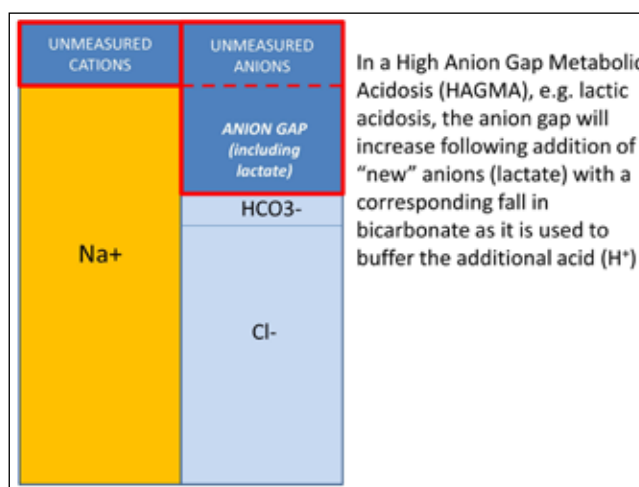 UNMEASURED
CATIONS
UNMEASURED
ANIONS
ANION GAP
(including
lactate)
HCO3-
Na+
Cl-
In a High Anion Gap Metabolic
Acidosis (HAGMA), e.g. lactic
acidosis, the anion gap will
increase following addition of
“new” anions (lactate) with a
corresponding fall in
bicarbonate as it is used to
buffer the additional acid (H⁺)